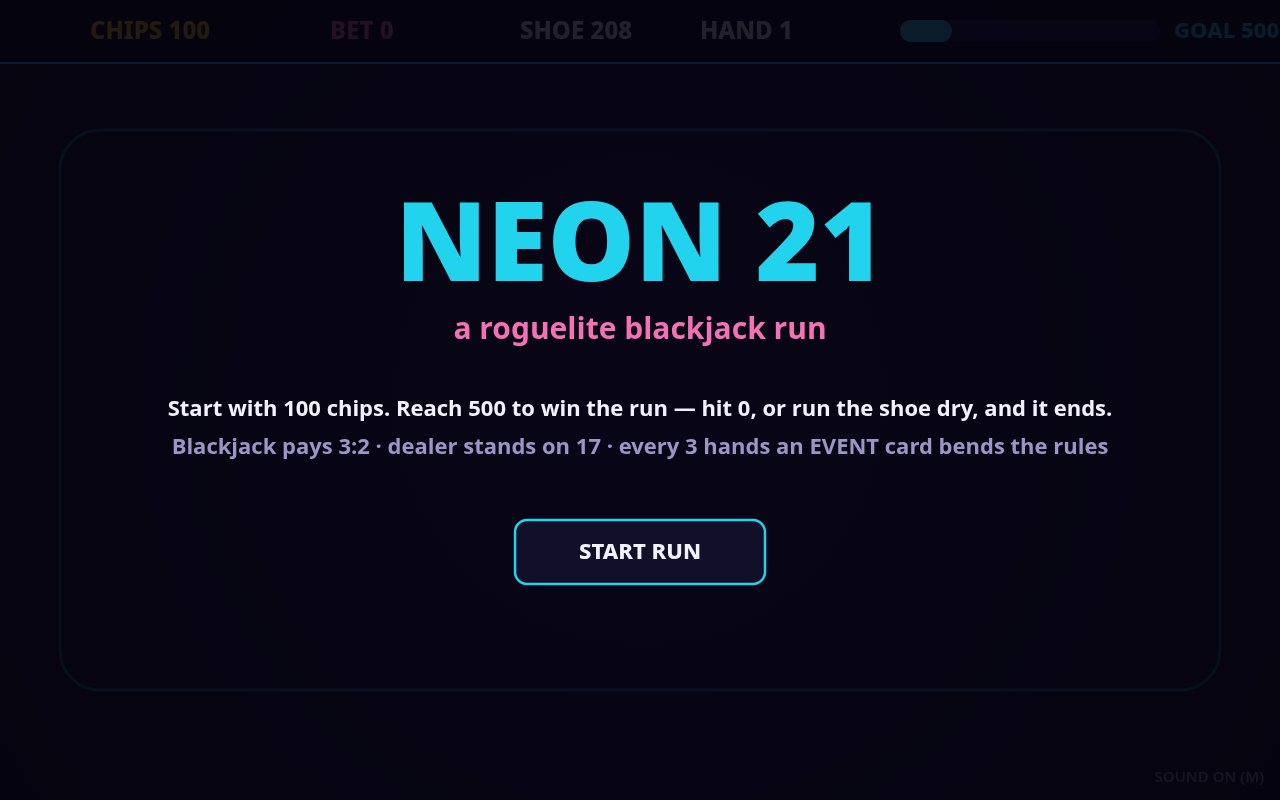 CHIPS 100 BET 0 SHOE 208 HAND 1 GOAL 500
NEON 21
a roguelite blackjack run
Start with 100 chips. Reach 500 to win the run — hit 0, or run the shoe dry, and it ends.
Blackjack pays 3:2 · dealer stands on 17 · every 3 hands an EVENT card bends the rules
START RUN
SOUND ON (M)